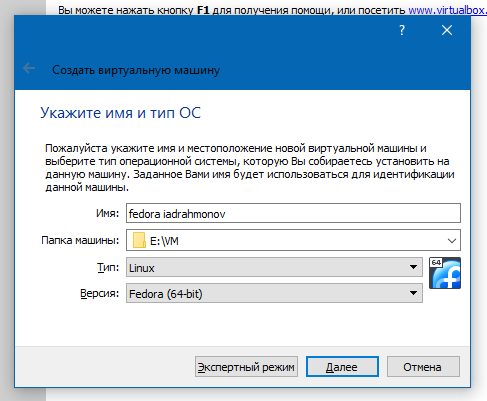 Вы можете нажать кнопку F1 для получения помощи, или посетить www.virtualbox.
?
Создать виртуальную машину
Укажите имя и тип ОС
Пожалуйста укажите имя и местоположение новой виртуальной машины и
выберите тип операционной системы, которую Вы собираетесь установить на
данную машину. Заданное Вами имя будет использоваться для идентификации
данной машины.
Имя: fedora iadrahmonov
Папка машины: E:\VM
Тип: Linux
64
Версия: Fedora (64-bit)
Экспертный режим Далее Отмена